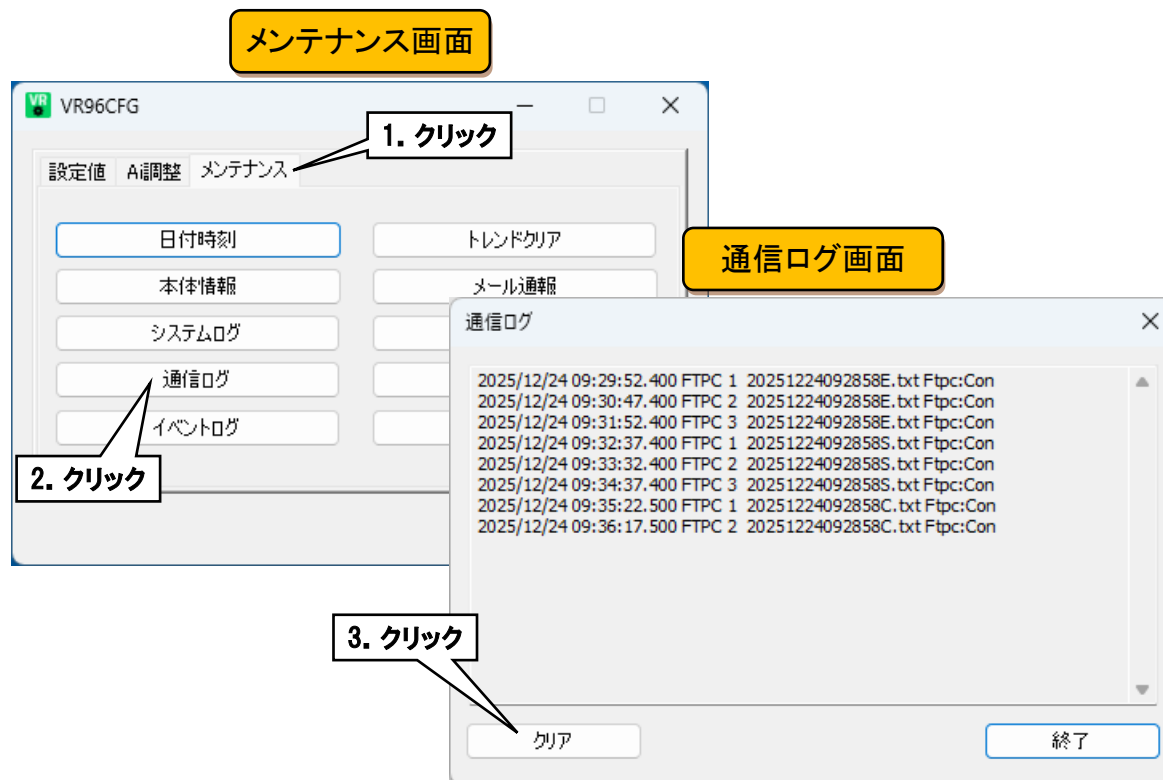 メンテナンス画面
VR96CFG
1. クリック
設定値 Ai調整 メンテナンス
日付時刻 トレンドクリア
本体情報 メール通報
システムログ
通信ログ
イベントログ
2. クリック
通信ログ画面
通信ログ
2025/12/24 09:29:52.400 FTPC 1 20251224092858E.txt Ftpc:Con
2025/12/24 09:30:47.400 FTPC 2 20251224092858E.txt Ftpc:Con
2025/12/24 09:31:52.400 FTPC 3 20251224092858E.txt Ftpc:Con
2025/12/24 09:32:37.400 FTPC 1 20251224092858S.txt Ftpc:Con
2025/12/24 09:33:32.400 FTPC 2 20251224092858S.txt Ftpc:Con
2025/12/24 09:34:37.400 FTPC 3 20251224092858S.txt Ftpc:Con
2025/12/24 09:35:22.500 FTPC 1 20251224092858C.txt Ftpc:Con
2025/12/24 09:36:17.500 FTPC 2 20251224092858C.txt Ftpc:Con
3. クリック
クリア 終了